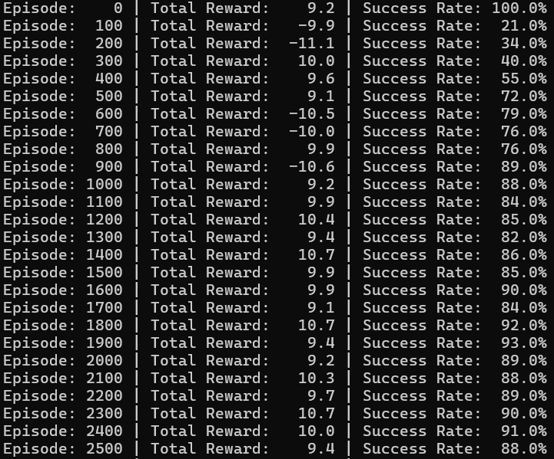 Episode:    0 | Total Reward:   9.2 | Success Rate: 100.0%
Episode:  100 | Total Reward:  -9.9 | Success Rate:  21.0%
Episode:  200 | Total Reward: -11.1 | Success Rate:  34.0%
Episode:  300 | Total Reward:  10.0 | Success Rate:  40.0%
Episode:  400 | Total Reward:   9.6 | Success Rate:  55.0%
Episode:  500 | Total Reward:   9.1 | Success Rate:  72.0%
Episode:  600 | Total Reward: -10.5 | Success Rate:  79.0%
Episode:  700 | Total Reward: -10.0 | Success Rate:  76.0%
Episode:  800 | Total Reward:   9.9 | Success Rate:  76.0%
Episode:  900 | Total Reward: -10.6 | Success Rate:  89.0%
Episode: 1000 | Total Reward:   9.2 | Success Rate:  88.0%
Episode: 1100 | Total Reward:   9.9 | Success Rate:  84.0%
Episode: 1200 | Total Reward:  10.4 | Success Rate:  85.0%
Episode: 1300 | Total Reward:   9.4 | Success Rate:  82.0%
Episode: 1400 | Total Reward:  10.7 | Success Rate:  86.0%
Episode: 1500 | Total Reward:   9.9 | Success Rate:  85.0%
Episode: 1600 | Total Reward:   9.9 | Success Rate:  90.0%
Episode: 1700 | Total Reward:   9.1 | Success Rate:  84.0%
Episode: 1800 | Total Reward:  10.7 | Success Rate:  92.0%
Episode: 1900 | Total Reward:   9.4 | Success Rate:  93.0%
Episode: 2000 | Total Reward:   9.2 | Success Rate:  89.0%
Episode: 2100 | Total Reward:  10.3 | Success Rate:  88.0%
Episode: 2200 | Total Reward:   9.7 | Success Rate:  89.0%
Episode: 2300 | Total Reward:  10.7 | Success Rate:  90.0%
Episode: 2400 | Total Reward:  10.0 | Success Rate:  91.0%
Episode: 2500 | Total Reward:   9.4 | Success Rate:  88.0%